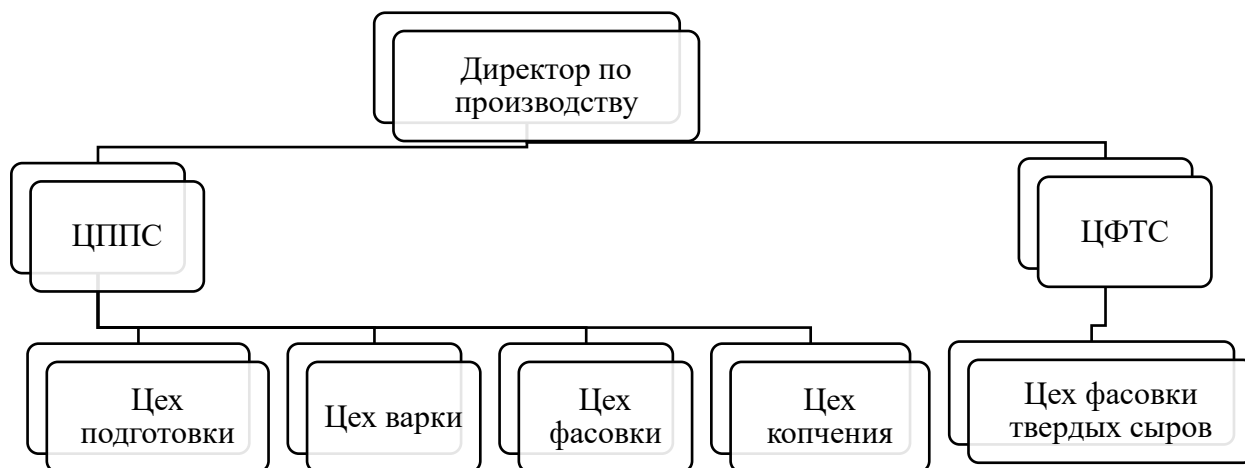 Директор по
производству
ЦППС
ЦФТС
Цех
подготовки
Цех варки
Цех
фасовки
Цех
копчения
Цех фасовки
твердых сыров